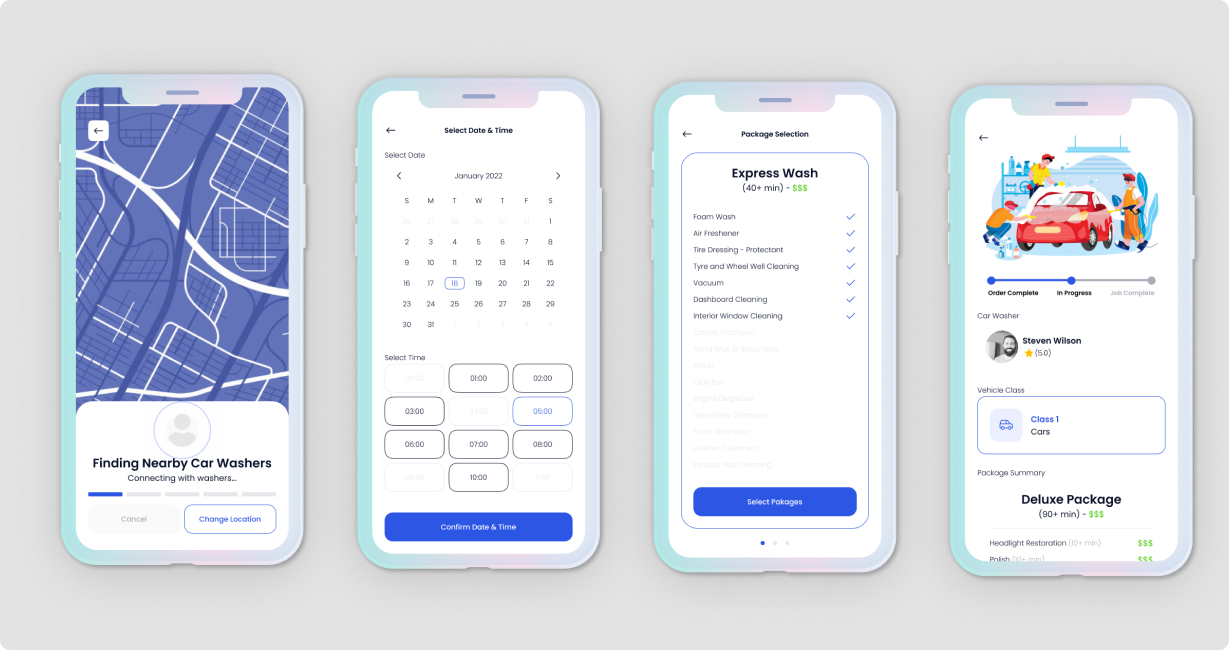 Finding Nearby Car Washers
Connecting with washers...
Cancel
Change Location
Select Date & Time
Select Date
January 2022
S M T W T F S
26 27 28 29 30 31 1
2 3 4 5 6 7 8
9 10 11 12 13 14 15
16 17 18 19 20 21 22
23 24 25 26 27 28 29
30 31 1 2 3 4 5
Select Time
01:00 02:00
03:00 04:00 05:00
06:00 07:00 08:00
10:00
Confirm Date & Time
Package Selection
Express Wash
(40+ min) - $$$
Foam Wash
Air Freshener
Tire Dressing - Protectant
Tyre and Wheel Well Cleaning
Vacuum
Dashboard Cleaning
Interior Window Cleaning
Carpet Shampoo
Hand Wax or Spray Wax
Polish
Clay Bar
Engine Degrease
Upholstery Shampoo
Trunk Shampoo
Leather Treatment
Exhaust Pipe Cleaning
Select Pakages
Order Complete In Progress Job Complete
Car Washer
Steven Wilson
(5.0)
Vehicle Class
Class 1
Cars
Package Summary
Deluxe Package
(90+ min) - $$$
Headlight Restoration (10+ min) $$$
Polish (10+ min) $$$